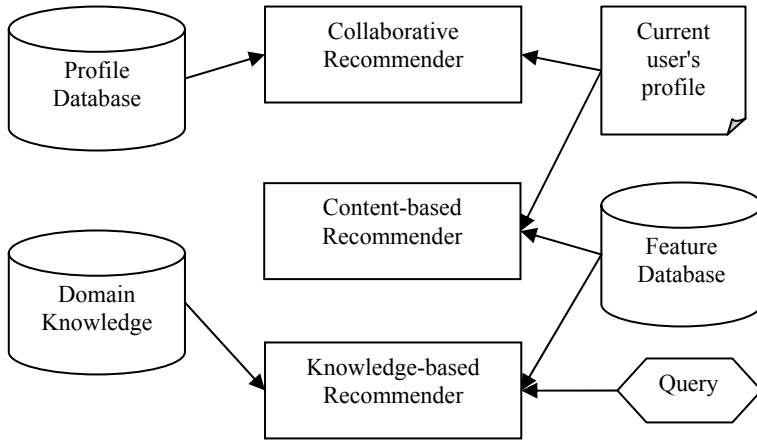 Profile
Database
Collaborative
Recommender
Current
user's
profile
Content-based
Recommender
Feature
Database
Domain
Knowledge
Knowledge-based
Recommender
Query